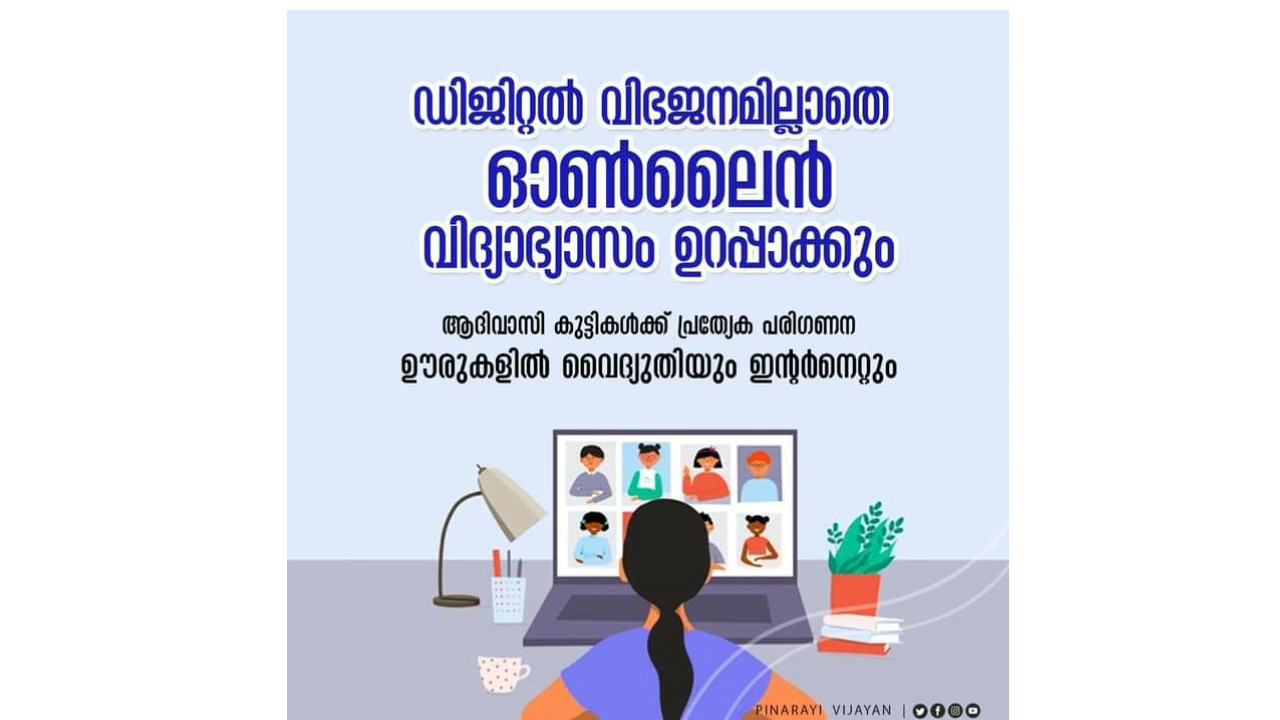 ഡിജിറ്റൽ വിഭജനമില്ലാതെ
ഓൺലൈൻ
വിദ്യാഭ്യാസം ഉറപ്പാക്കും
ആദിവാസി കുട്ടികൾക്ക് പ്രത്യേക പരിഗണന
ഊരുകളിൽ വൈദ്യുതിയും ഇന്റർനെറ്റും
PINARAYI VIJAYAN |